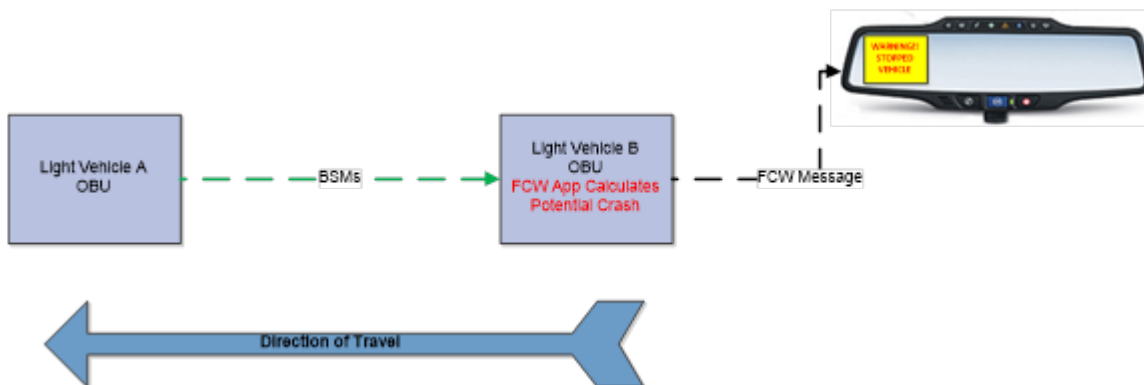 WARNING!!
STOPPED
VEHICLE
Light Vehicle A
OBU
BSMs
Light Vehicle B
OBU
FCW App Calculates
Potential Crash
FCW Message
Direction of Travel